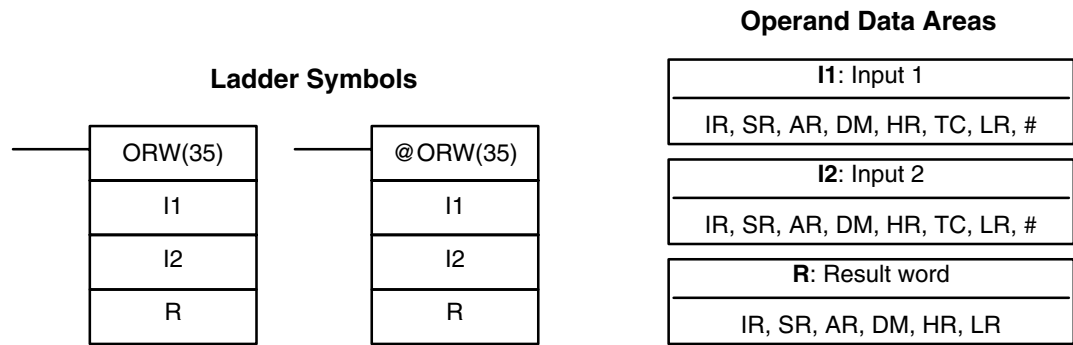 Ladder Symbols
ORW(35)
I1
I2
R
@ORW(35)
I1
I2
R
Operand Data Areas
I1: Input 1
IR, SR, AR, DM, HR, TC, LR, #
I2: Input 2
IR, SR, AR, DM, HR, TC, LR, #
R: Result word
IR, SR, AR, DM, HR, LR